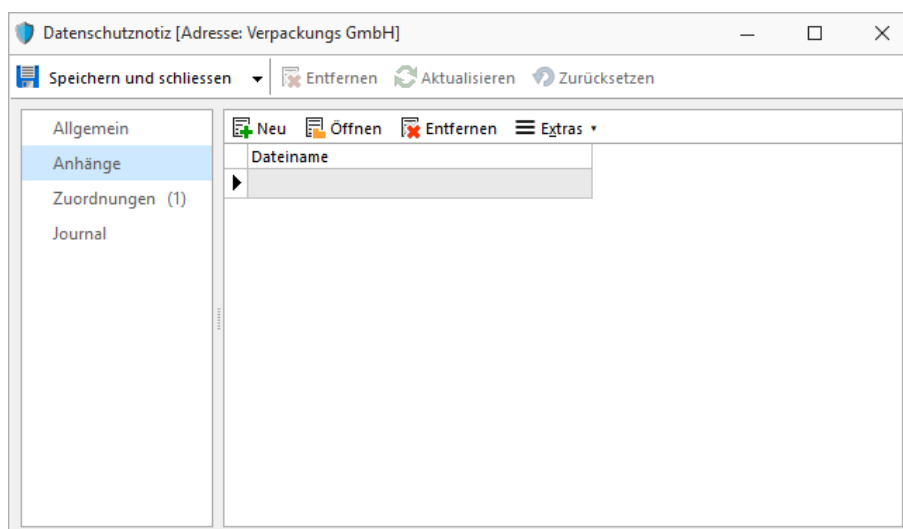 Datenschutznotiz [Adresse: Verpackungs GmbH]
Speichern und schliessen Entfernen Aktualisieren Zurücksetzen
Allgemein
Anhänge
Zuordnungen (1)
Journal
Neu Öffnen Entfernen Extras
Dateiname